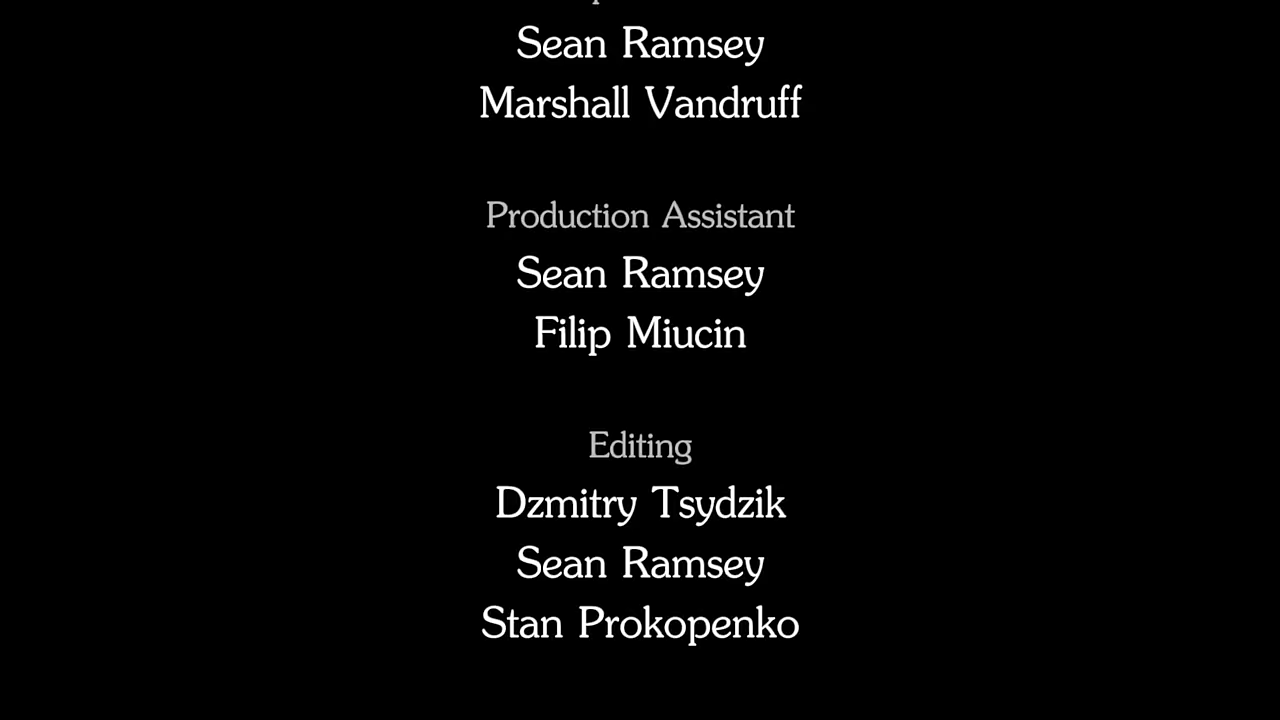 Sean Ramsey
Marshall Vandruff
Production Assistant
Sean Ramsey
Filip Miucin
Editing
Dzmitry Tsydzik
Sean Ramsey
Stan Prokopenko